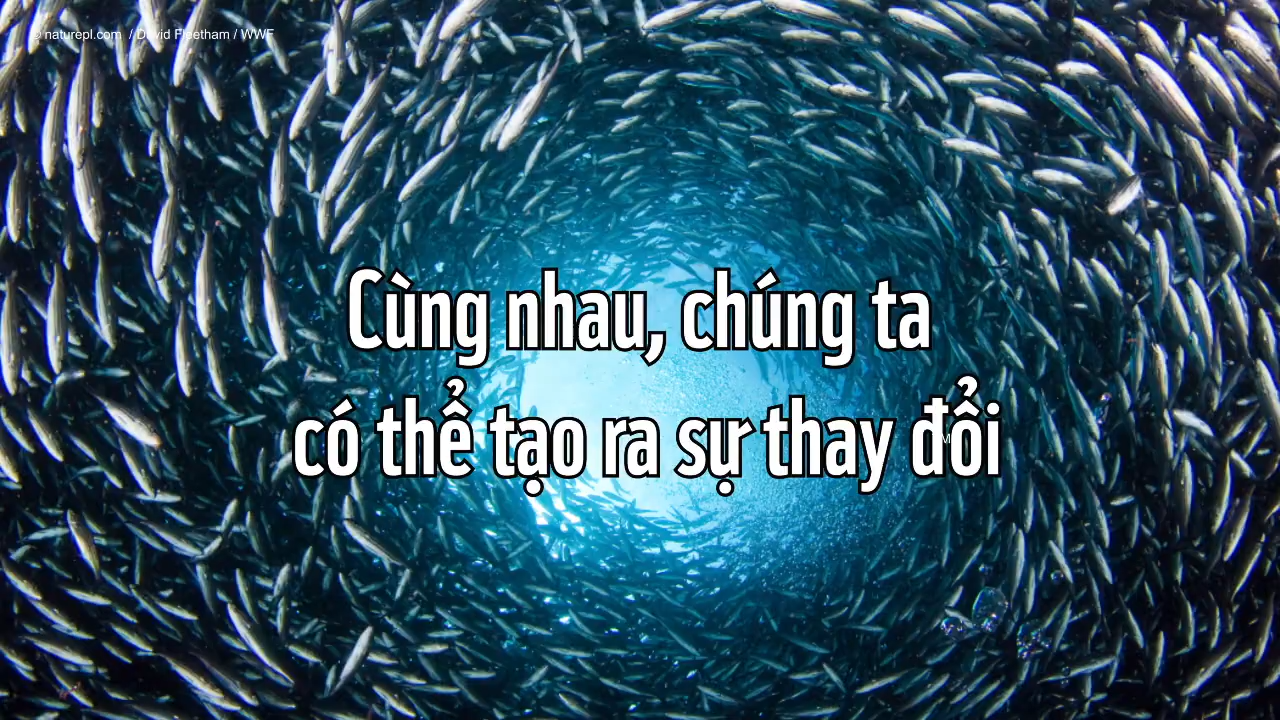 © naturepl.com / David Fleetham / WWF
Cùng nhau, chúng ta
có thể tạo ra sự thay đổi